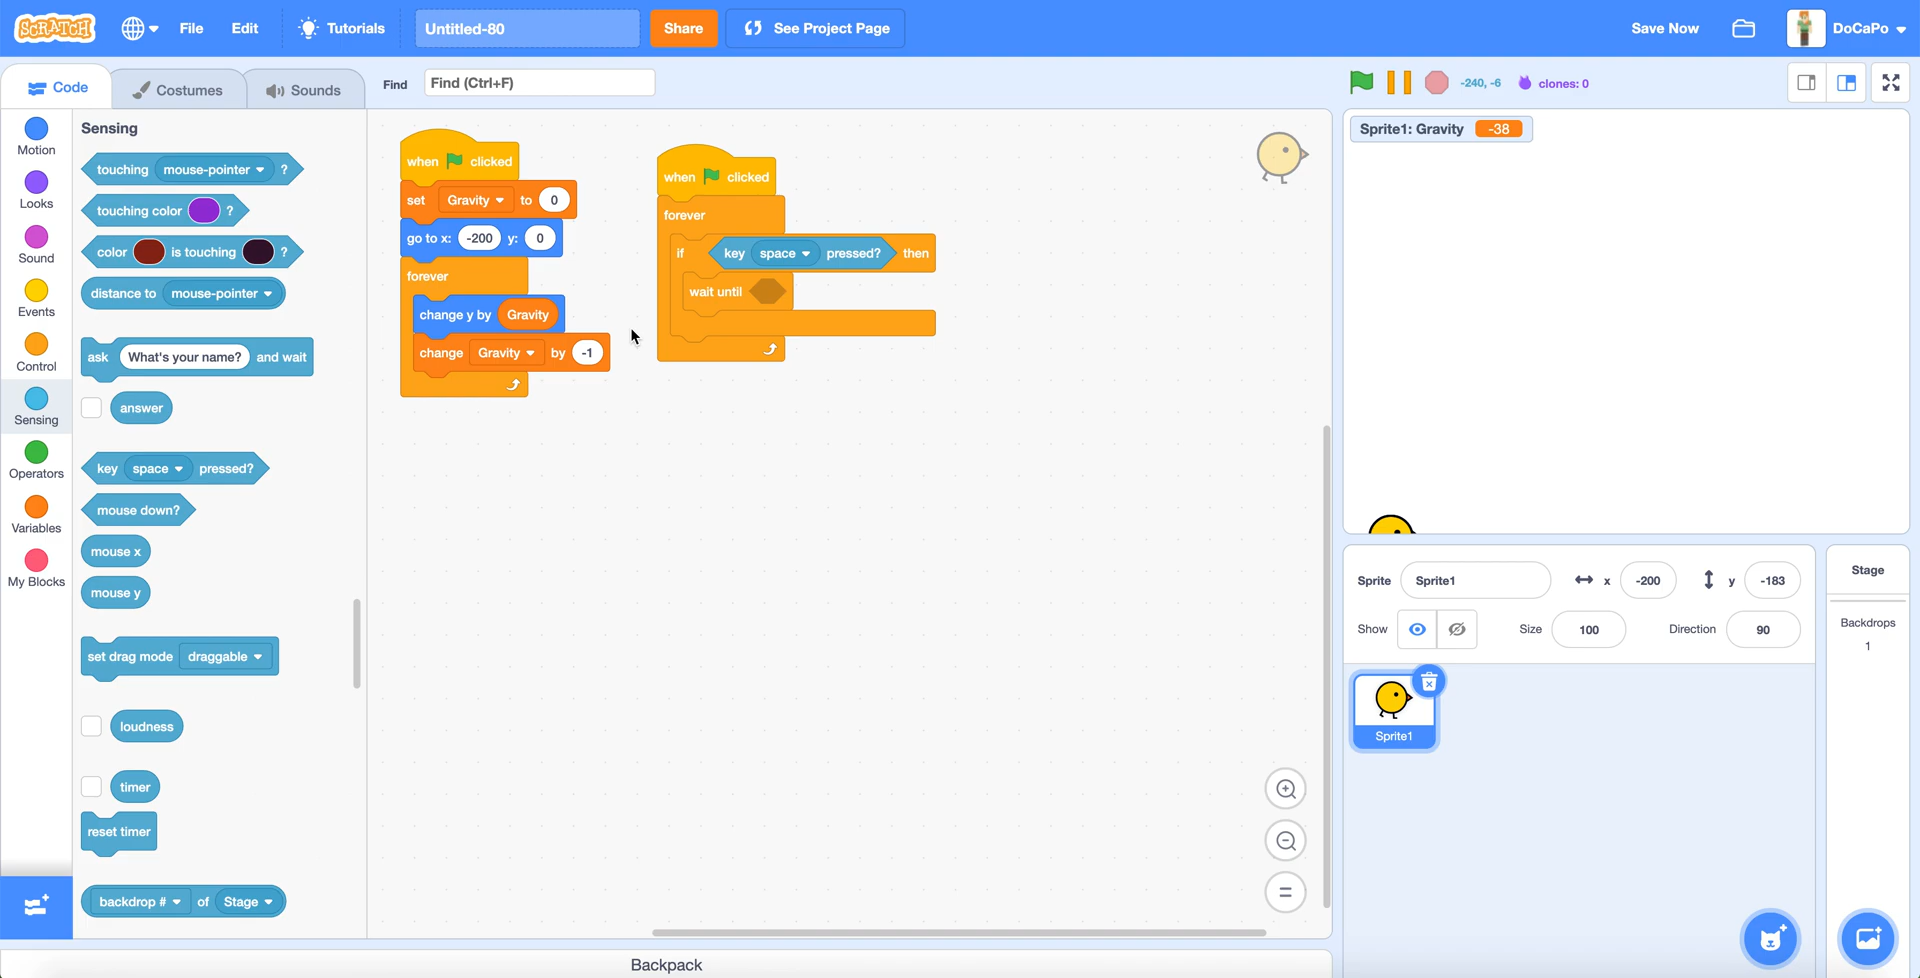 SCRATCH File Edit Tutorials Untitled-80 Share See Project Page Save Now DoCaPo
Code Costumes Sounds Find Find (Ctrl+F) -240, -6 clones: 0
Motion
Looks
Sound
Events
Control
Sensing
Operators
Variables
My Blocks
Sensing
touching mouse-pointer ?
touching color ?
color is touching ?
distance to mouse-pointer
ask What's your name? and wait
answer
key space pressed?
mouse down?
mouse x
mouse y
set drag mode draggable
loudness
timer
reset timer
backdrop # of Stage
when clicked
set Gravity to 0
go to x: -200 y: 0
forever
change y by Gravity
change Gravity by -1
when clicked
forever
if key space pressed? then
wait until
Sprite1: Gravity -38
Sprite Sprite1 x -200 y -183
Show Size 100 Direction 90
Sprite1
Stage
Backdrops
1
Backpack